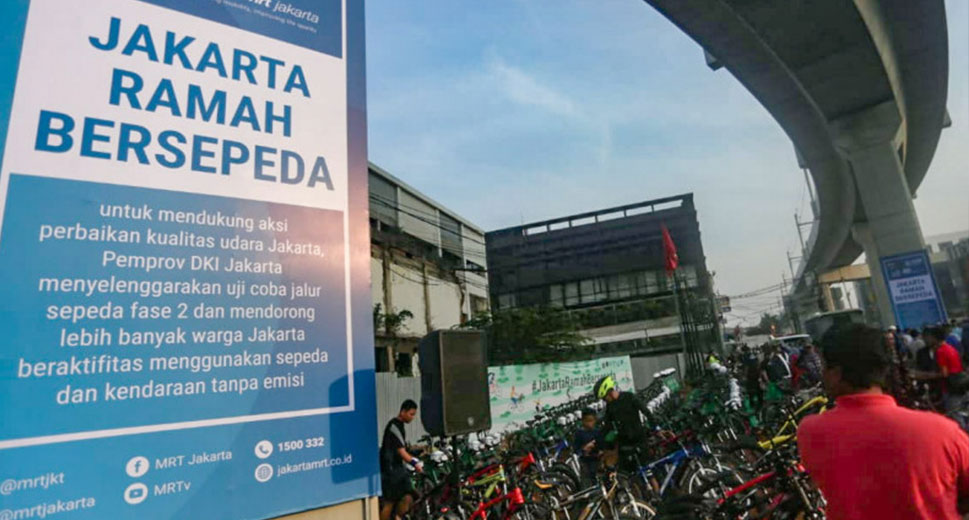 mrt jakarta
JAKARTA
RAMAH
BERSEPEDA
untuk mendukung aksi
perbaikan kualitas udara Jakarta,
Pemprov DKI Jakarta
menyelenggarakan uji coba jalur
sepeda fase 2 dan mendorong
lebih banyak warga Jakarta
beraktifitas menggunakan sepeda
dan kendaraan tanpa emisi
@mrtjkt
@mrtjakarta
MRT Jakarta
MRTv
1500 332
jakartamrt.co.id
#JakartaRamahBersepeda
JAKARTA
RAMAH
BERSEPEDA